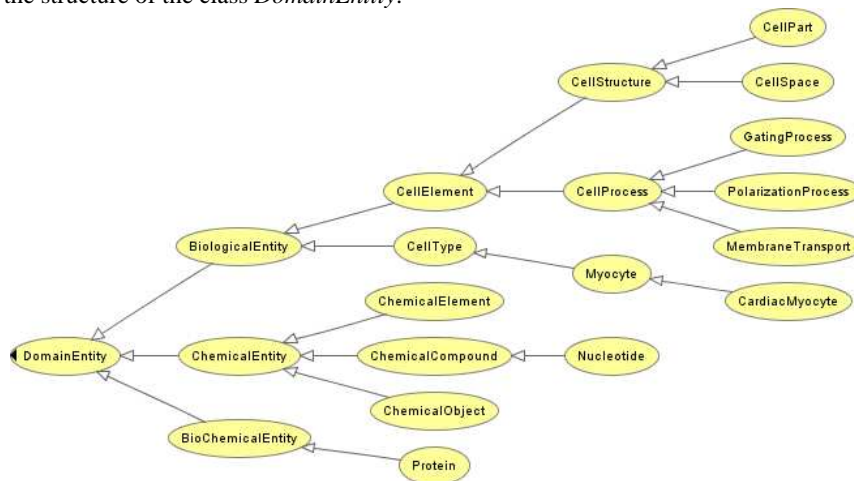 the structure of the class DomainEntity.
CellPart
CellStructure
CellSpace
GatingProcess
CellElement
CellProcess
PolarizationProcess
BiologicalEntity
CellType
MembraneTransport
Myocyte
ChemicalElement
CardiacMyocyte
DomainEntity
ChemicalEntity
ChemicalCompound
Nucleotide
ChemicalObject
BioChemicalEntity
Protein